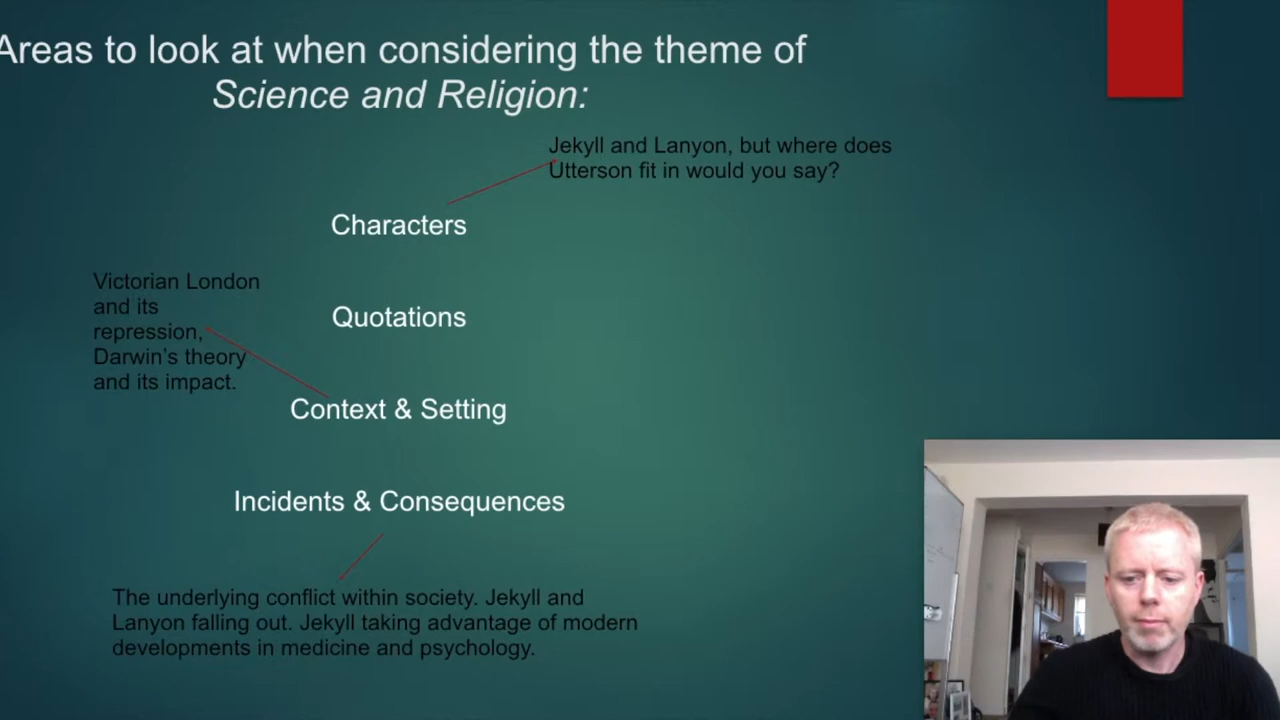 Areas to look at when considering the theme of
Science and Religion:
Jekyll and Lanyon, but where does
Utterson fit in would you say?
Characters
Victorian London
and its
repression,
Darwin's theory
and its impact.
Quotations
Context & Setting
Incidents & Consequences
The underlying conflict within society. Jekyll and
Lanyon falling out. Jekyll taking advantage of modern
developments in medicine and psychology.